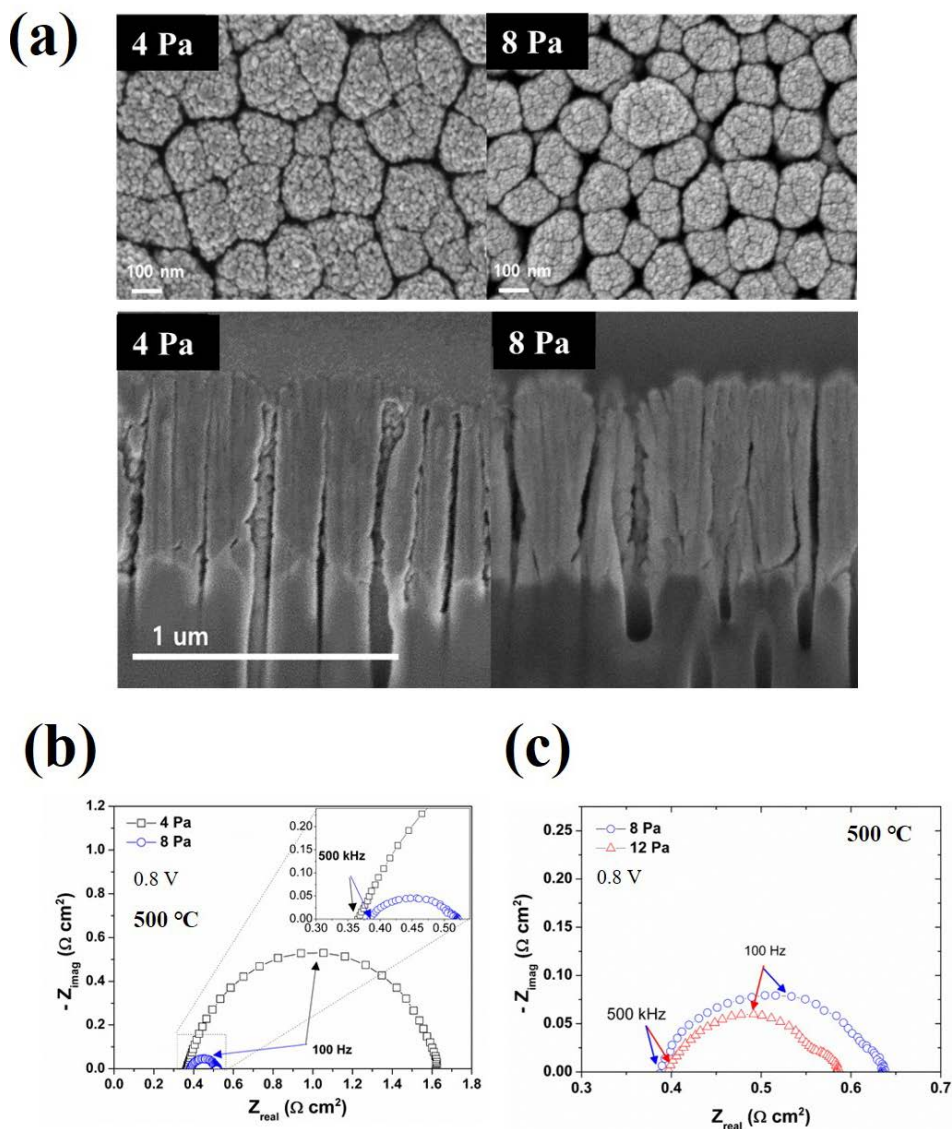 (a)
4 Pa
8 Pa
100 nm
100 nm
4 Pa
8 Pa
1 um
(b)
(c)
1.2
1.0
0.8
0.6
0.4
0.2
0.0
- Z imag (Ω cm²)
4 Pa
8 Pa
0.8 V
500 °C
0.20
0.15
0.10
0.05
0.00
500 kHz
0.30 0.35 0.40 0.45 0.50
100 Hz
0.0 0.2 0.4 0.6 0.8 1.0 1.2 1.4 1.6 1.8
Z real (Ω cm²)
0.25
0.20
0.15
0.10
0.05
0.00
- Z imag (Ω cm²)
8 Pa
12 Pa
500 °C
0.8 V
100 Hz
500 kHz
0.3 0.4 0.5 0.6 0.7
Z real (Ω cm²)